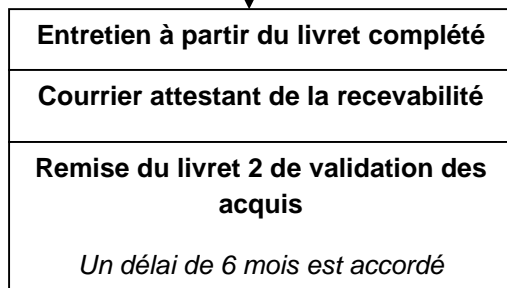 Entretien à partir du livret complété
Courrier attestant de la recevabilité
Remise du livret 2 de validation des
acquis
Un délai de 6 mois est accordé